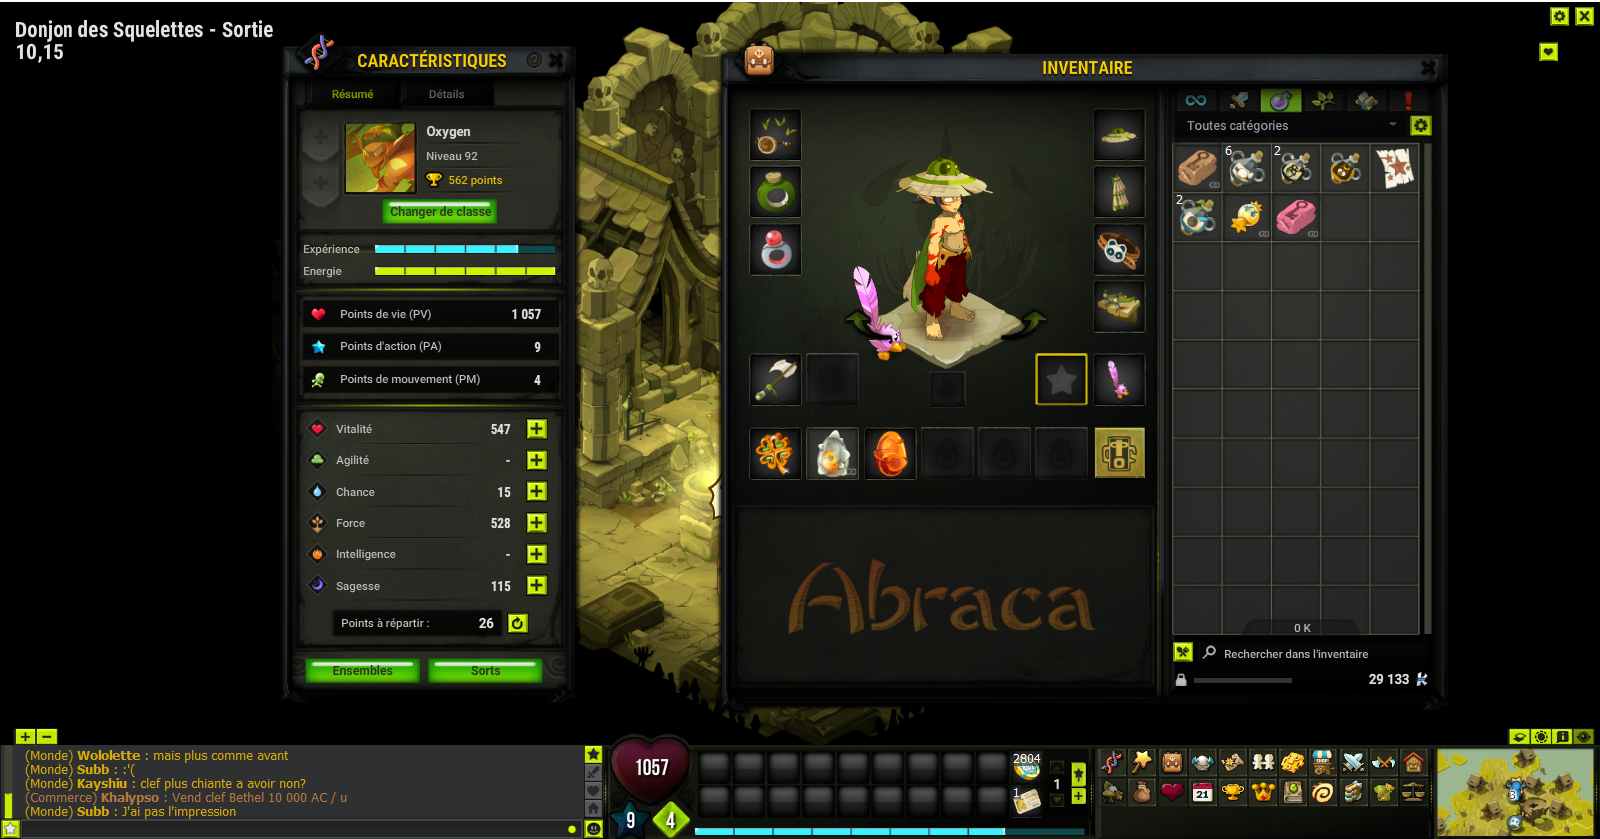 Donjon des Squelettes - Sortie
10,15
CARACTÉRISTIQUES
?
Résumé
Détails
Oxygen
Niveau 92
562 points
Changer de classe
Expérience
Energie
Points de vie (PV) 1 057
Points d'action (PA) 9
Points de mouvement (PM) 4
Vitalité 547
Agilité -
Chance 15
Force 528
Intelligence -
Sagesse 115
Points à répartir : 26
Ensembles
Sorts
INVENTAIRE
Toutes catégories
6
2
2
Abraca
0 K
Rechercher dans l'inventaire
29 133
(Monde) Wololette : mais plus comme avant
(Monde) Subb : :'(
(Monde) Kayshiu : clef plus chiante a avoir non?
(Commerce) Khalypso : Vend clef Bethel 10 000 AC / u
(Monde) Subb : J'ai pas l'impression
1057
9
4
2804
1
1
SHOP
21